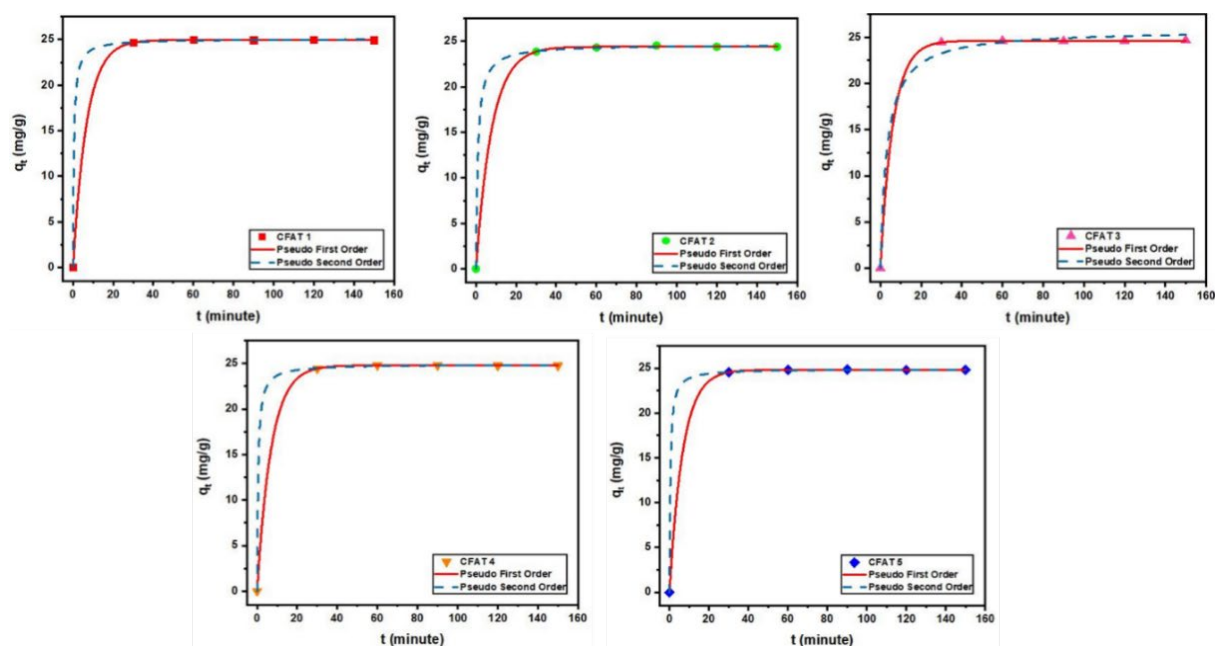 25
20
15
10
5
0
qt (mg/g)
CFAT 1
Pseudo First Order
Pseudo Second Order
0 20 40 60 80 100 120 140 160
t (minute)
25
20
15
10
5
0
qt (mg/g)
CFAT 2
Pseudo First Order
Pseudo Second Order
0 20 40 60 80 100 120 140 160
t (minute)
25
20
15
10
5
0
qt (mg/g)
CFAT 3
Pseudo First Order
Pseudo Second Order
0 20 40 60 80 100 120 140 160
t (minute)
25
20
15
10
5
0
qt (mg/g)
CFAT 4
Pseudo First Order
Pseudo Second Order
0 20 40 60 80 100 120 140 160
t (minute)
25
20
15
10
5
0
qt (mg/g)
CFAT 5
Pseudo First Order
Pseudo Second Order
0 20 40 60 80 100 120 140 160
t (minute)